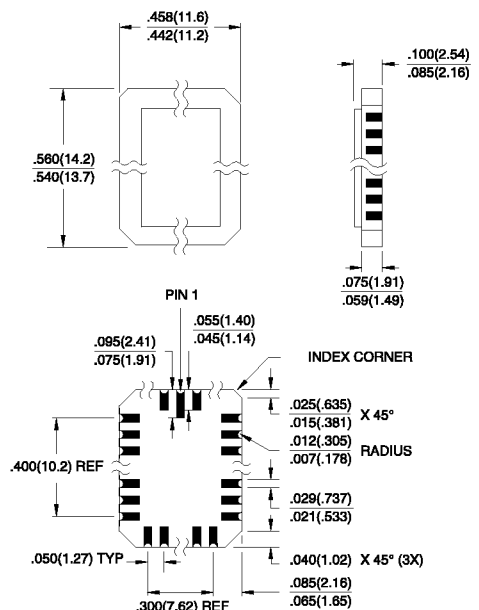 .458(11.6)
.442(11.2)
.100(2.54)
.085(2.16)
.560(14.2)
.540(13.7)
.075(1.91)
.059(1.49)
PIN 1
.095(2.41)
.075(1.91)
.055(1.40)
.045(1.14)
INDEX CORNER
.025(.635)
.015(.381)
X 45°
.012(.305)
.007(.178)
RADIUS
.400(10.2) REF
.029(.737)
.021(.533)
.050(1.27) TYP
.040(1.02) X 45° (3X)
.300(7.62) REF
.085(2.16)
.065(1.65)